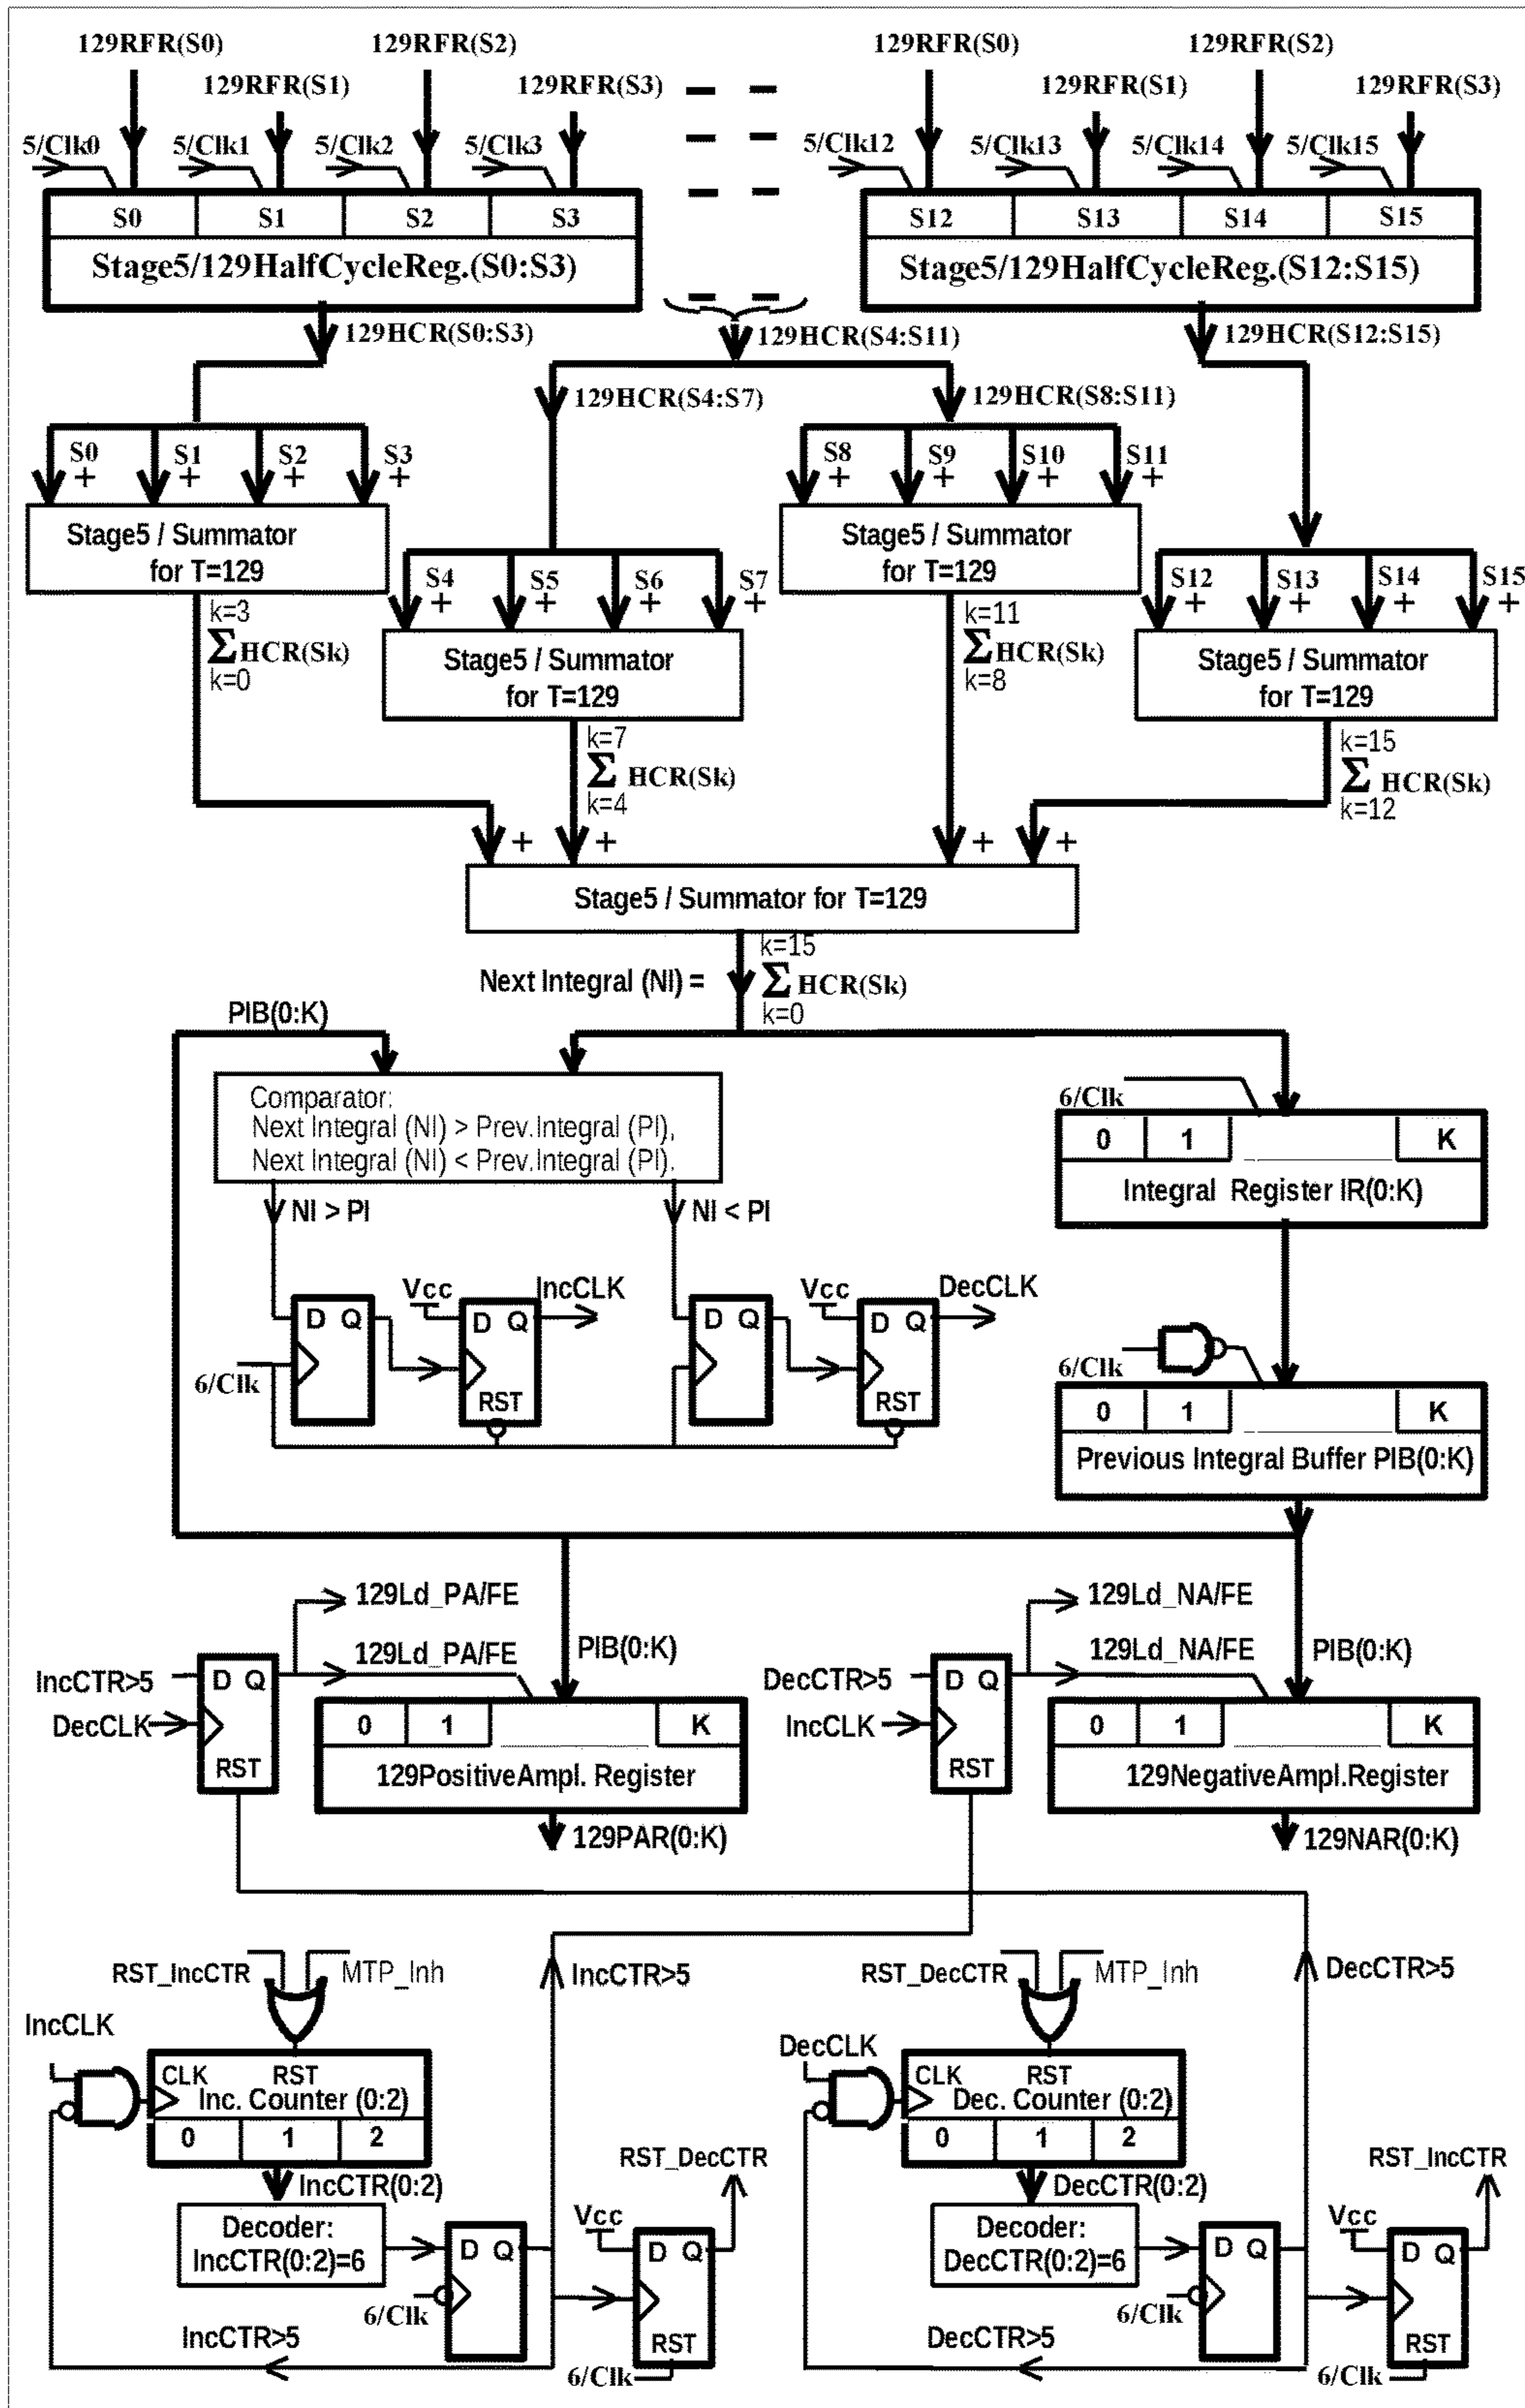 129RFR(S0)
129RFR(S2)
129RFR(S0)
129RFR(S2)
129RFR(S1)
129RFR(S3)
129RFR(S1)
129RFR(S3)
5/Clk0
5/Clk1
5/Clk2
5/Clk3
5/Clk12
5/Clk13
5/Clk14
5/Clk15
S0
S1
S2
S3
S12
S13
S14
S15
Stage5/129HalfCycleReg.(S0:S3)
Stage5/129HalfCycleReg.(S12:S15)
129HCR(S0:S3)
129HCR(S4:S11)
129HCR(S12:S15)
129HCR(S4:S7)
129HCR(S8:S11)
S0
+
S1
+
S2
+
S3
+
S8
+
S9
+
S10
+
S11
+
Stage5 / Summator
for T=129
Stage5 / Summator
for T=129
S4
+
S5
+
S6
+
S7
+
S12
+
S13
+
S14
+
S15
+
Stage5 / Summator
for T=129
Stage5 / Summator
for T=129
k=3
ΣHCR(Sk)
k=0
k=11
ΣHCR(Sk)
k=8
k=7
Σ HCR(Sk)
k=4
k=15
Σ HCR(Sk)
k=12
+
+
+
+
Stage5 / Summator for T=129
Next Integral (NI) =
k=15
Σ HCR(Sk)
k=0
PIB(0:K)
Comparator:
Next Integral (NI) > Prev.Integral (PI),
Next Integral (NI) < Prev.Integral (PI).
6/Clk
0
1
K
Integral Register IR(0:K)
NI > PI
NI < PI
Vcc
IncCLK
Vcc
DecCLK
D Q
D Q
D Q
D Q
6/Clk
RST
RST
6/Clk
0
1
K
Previous Integral Buffer PIB(0:K)
129Ld_PA/FE
129Ld_NA/FE
129Ld_PA/FE
PIB(0:K)
129Ld_NA/FE
PIB(0:K)
IncCTR>5
D Q
DecCLK
RST
DecCTR>5
D Q
IncCLK
RST
0
1
K
129PositiveAmpl. Register
0
1
K
129NegativeAmpl.Register
129PAR(0:K)
129NAR(0:K)
RST_IncCTR
MTP_Inh
IncCTR>5
RST_DecCTR
MTP_Inh
DecCTR>5
IncCLK
DecCLK
CLK
RST
Inc. Counter (0:2)
0
1
2
CLK
RST
Dec. Counter (0:2)
0
1
2
IncCTR(0:2)
RST_DecCTR
DecCTR(0:2)
RST_IncCTR
Decoder:
IncCTR(0:2)=6
D Q
Vcc
D Q
Decoder:
DecCTR(0:2)=6
D Q
Vcc
D Q
6/Clk
RST
6/Clk
RST
IncCTR>5
6/Clk
DecCTR>5
6/Clk